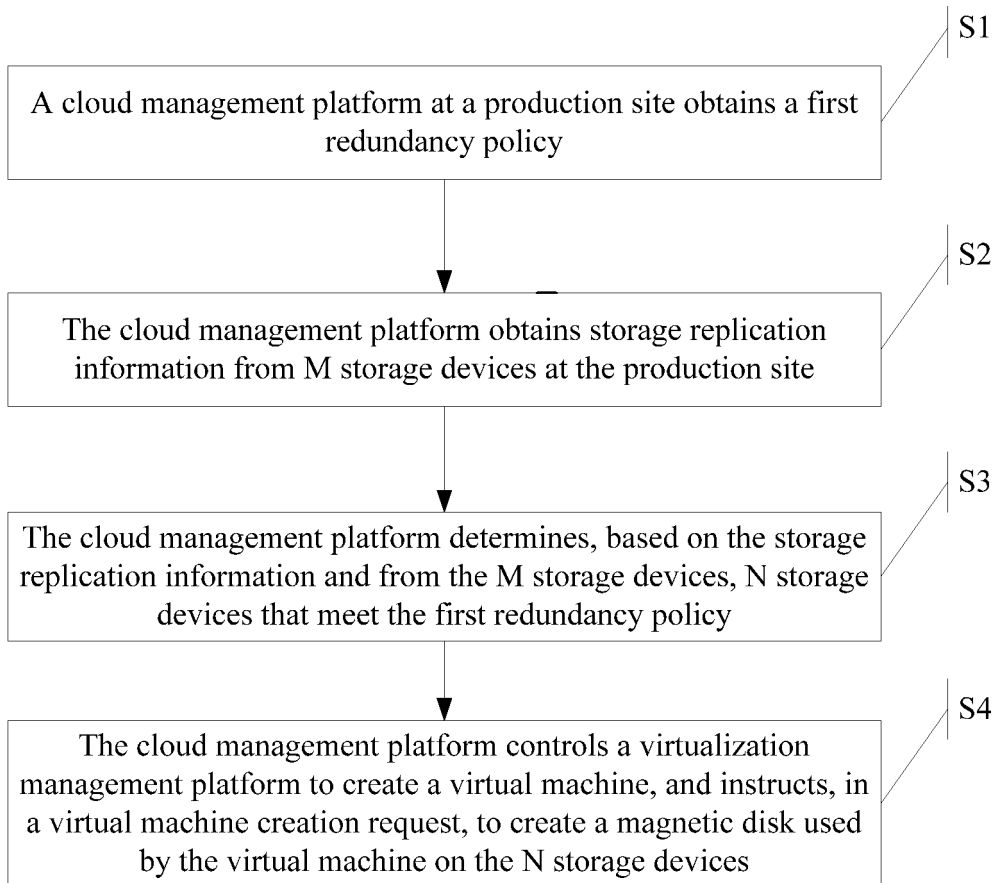 S1
A cloud management platform at a production site obtains a first
redundancy policy
S2
The cloud management platform obtains storage replication
information from M storage devices at the production site
S3
The cloud management platform determines, based on the storage
replication information and from the M storage devices, N storage
devices that meet the first redundancy policy
S4
The cloud management platform controls a virtualization
management platform to create a virtual machine, and instructs, in
a virtual machine creation request, to create a magnetic disk used
by the virtual machine on the N storage devices